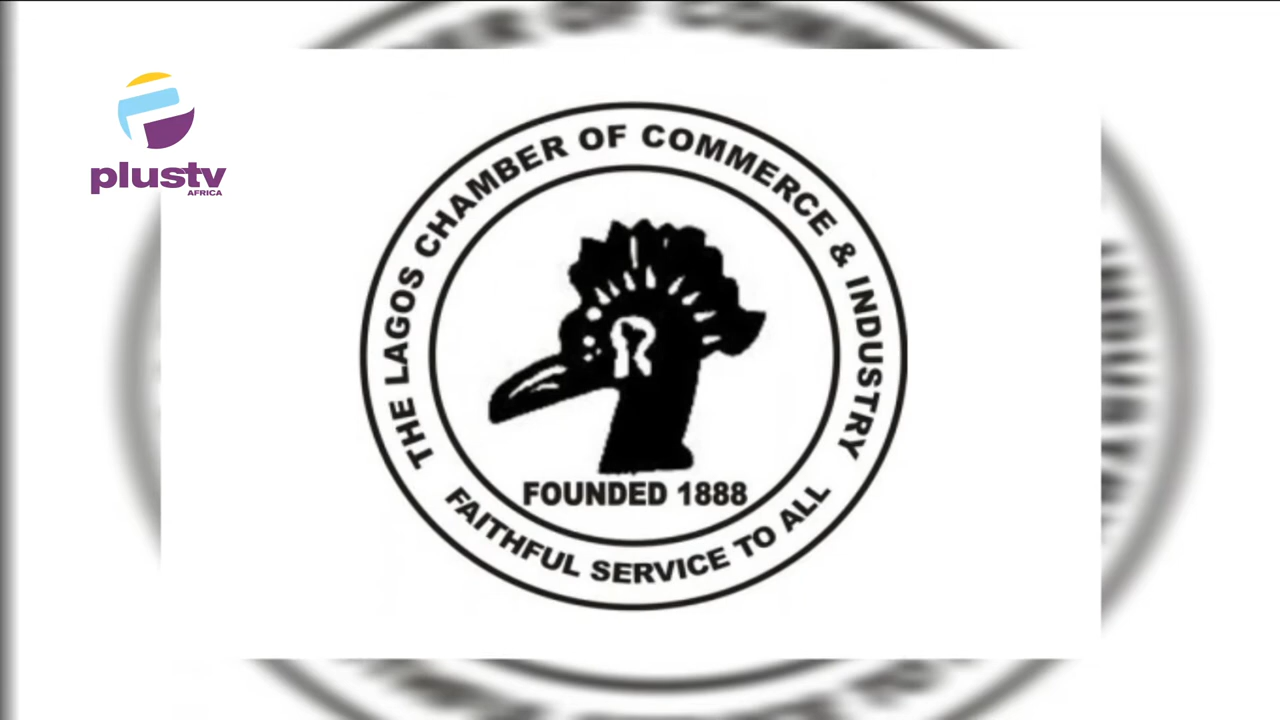 plustv
AFRICA
THE LAGOS CHAMBER OF COMMERCE & INDUSTRY
FOUNDED 1888
FAITHFUL SERVICE TO ALL